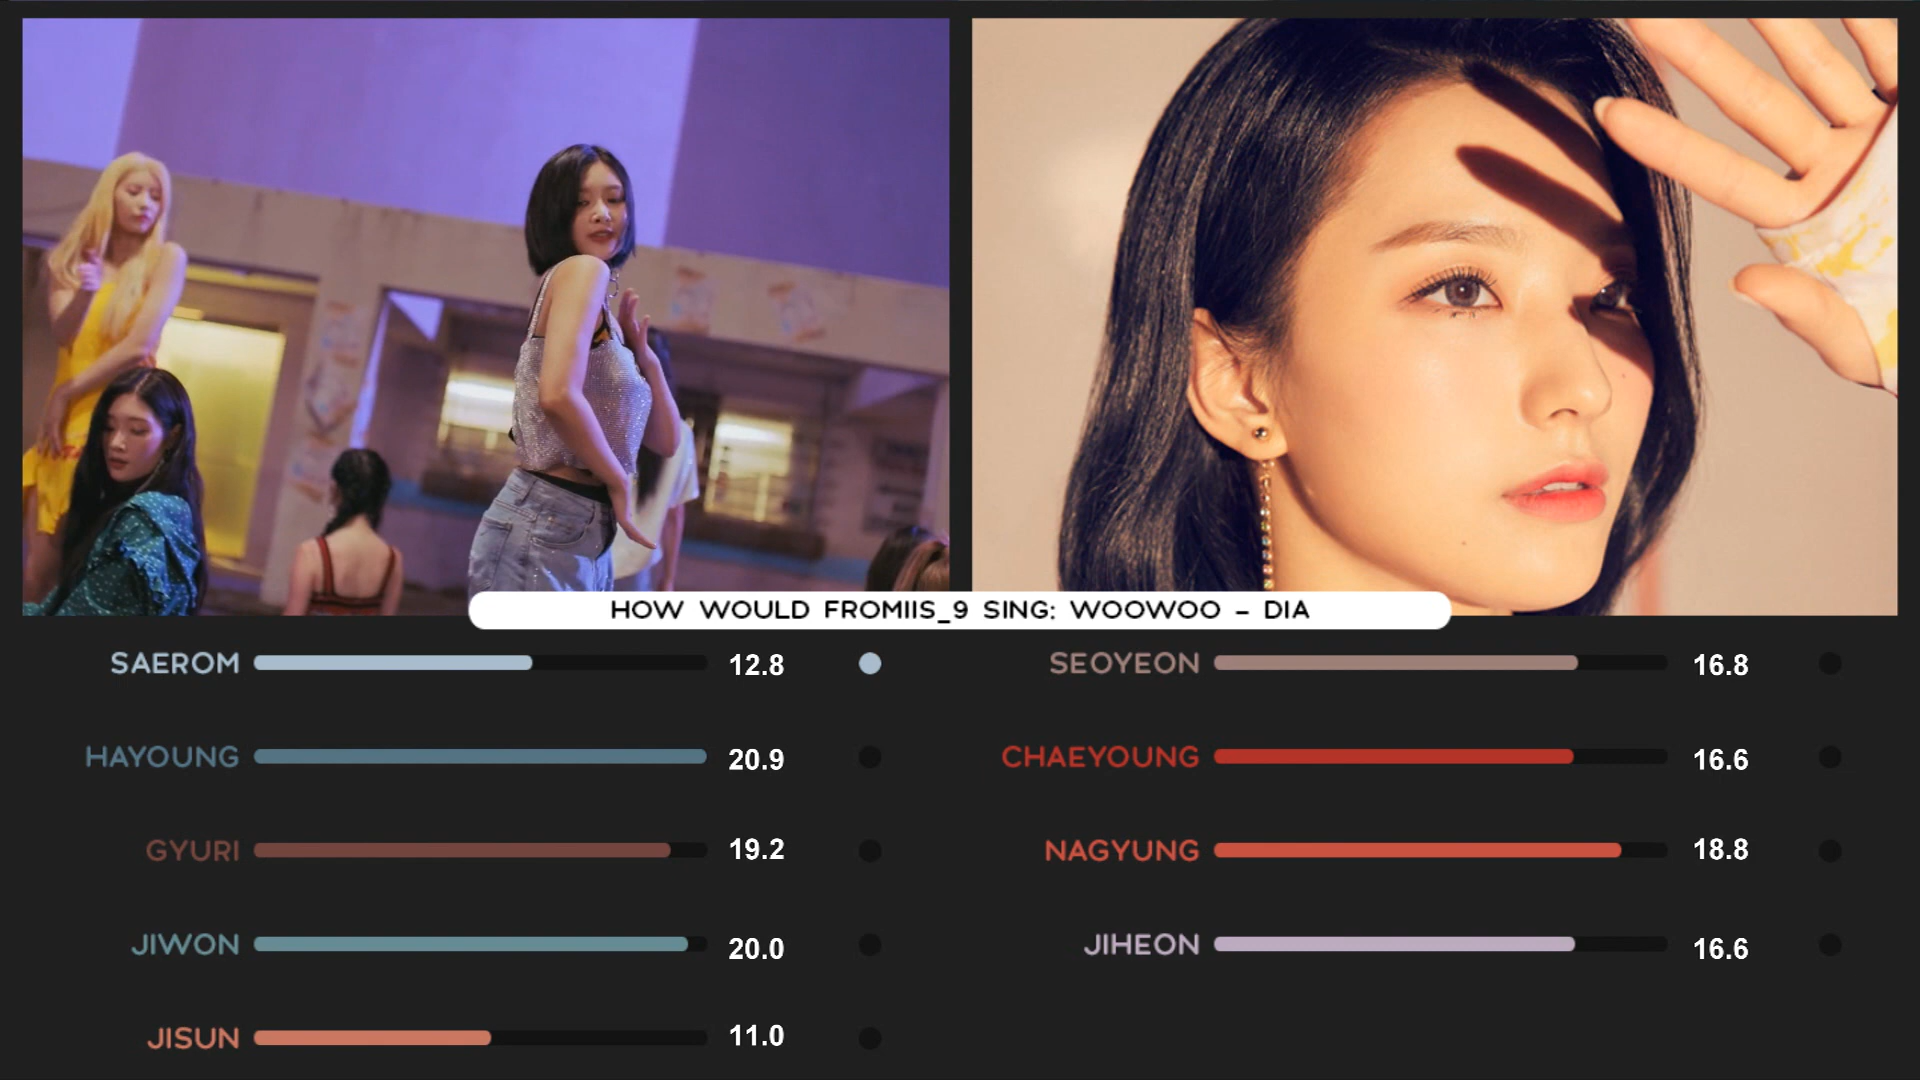 HOW WOULD FROMIIS_9 SING: WOOWOO - DIA
SAEROM 12.8
HAYOUNG 20.9
GYURI 19.2
JIWON 20.0
JISUN 11.0
SEOYEON 16.8
CHAEYOUNG 16.6
NAGYUNG 18.8
JIHEON 16.6